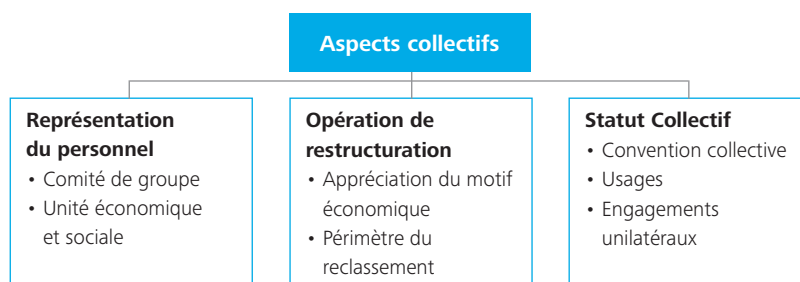 Aspects collectifs
Représentation
du personnel
• Comité de groupe
• Unité économique
et sociale
Opération de
restructuration
• Appréciation du motif
économique
• Périmètre du
reclassement
Statut Collectif
• Convention collective
• Usages
• Engagements
unilatéraux